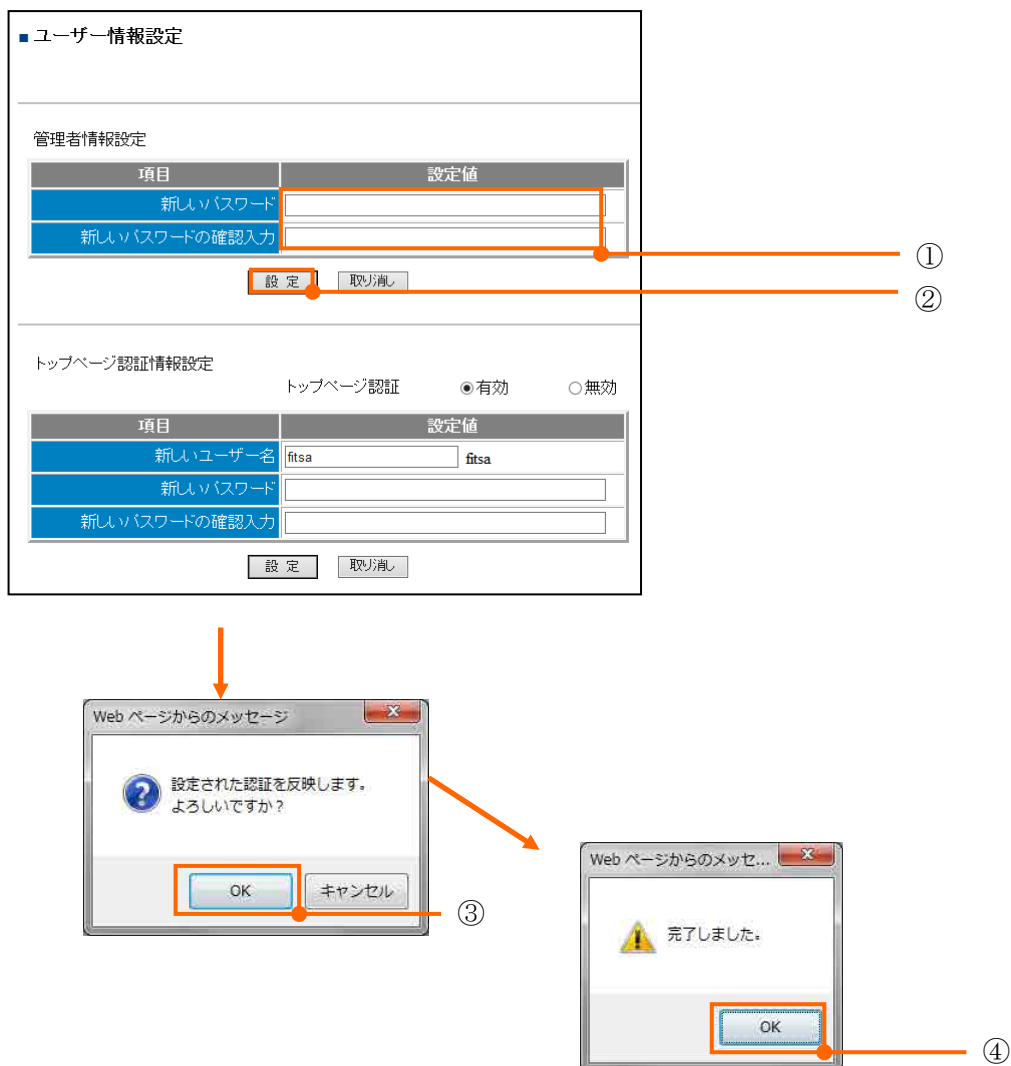 ■ ユーザー情報設定
管理者情報設定
項目 設定値
新しいパスワード
新しいパスワードの確認入力
①
設 定 取り消し
②
トップページ認証情報設定
トップページ認証 有効 無効
項目 設定値
新しいユーザー名 fitsa fitsa
新しいパスワード
新しいパスワードの確認入力
設 定 取り消し
Web ページからのメッセージ
設定された認証を反映します。
よろしいですか？
OK キャンセル
③
Web ページからのメッセ...
完了しました。
OK
④